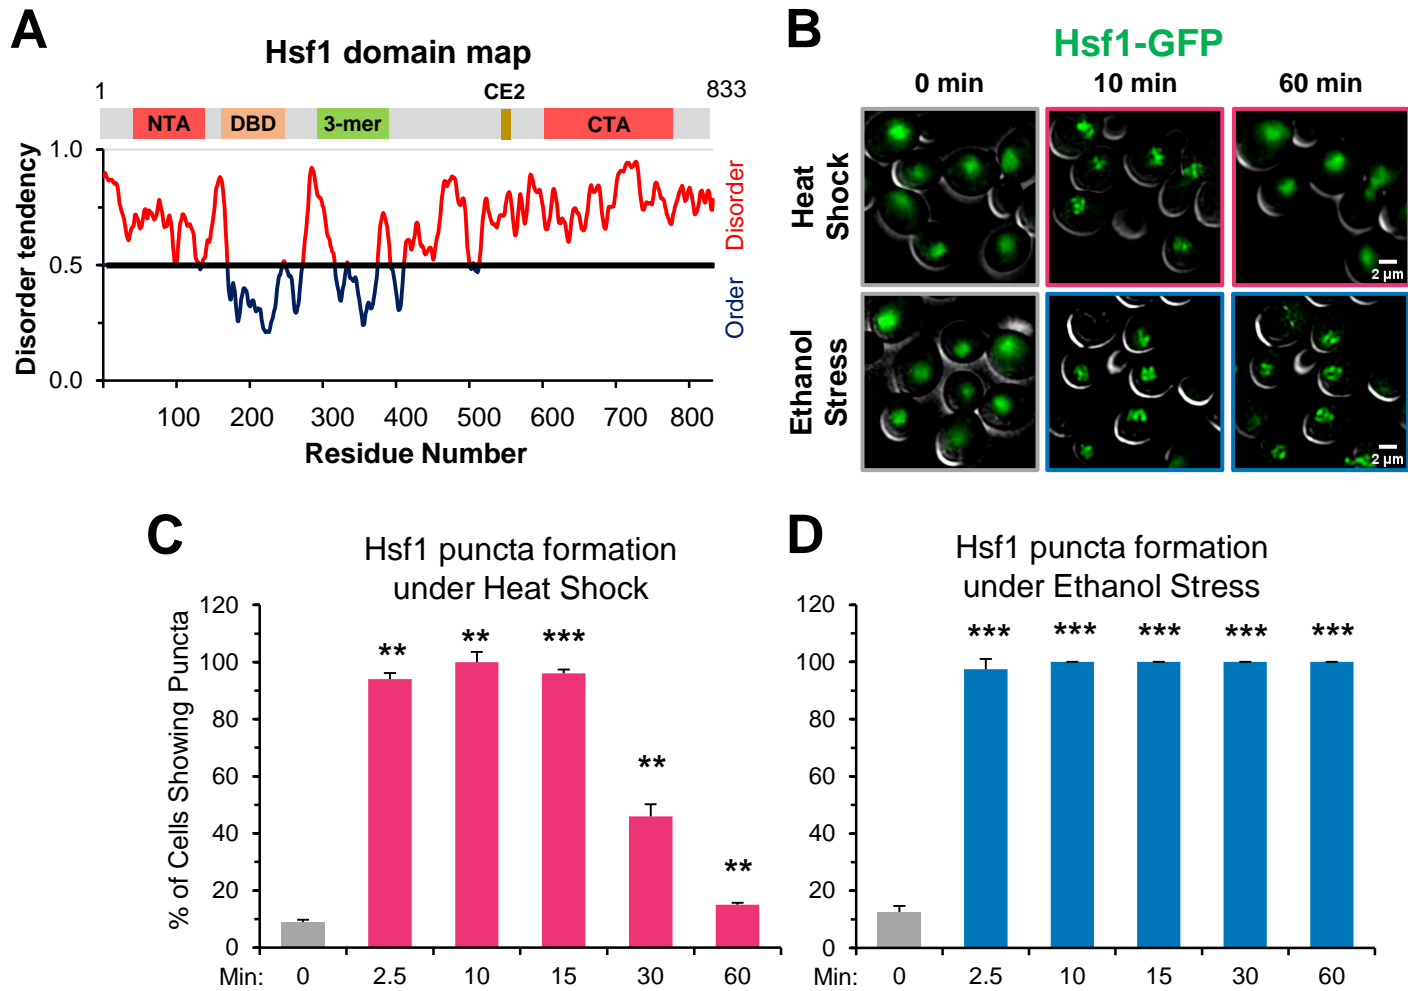 A
Hsf1 domain map
1
CE2
833
NTA
DBD
3-mer
CTA
Disorder tendency
1.0
0.5
0.0
Disorder
Order
100 200 300 400 500 600 700 800
Residue Number
B
Hsf1-GFP
0 min
10 min
60 min
Heat
Shock
2 µm
Ethanol
Stress
2 µm
C
Hsf1 puncta formation
under Heat Shock
% of Cells Showing Puncta
120
100
80
60
40
20
0
**
**
***
**
**
Min: 0 2.5 10 15 30 60
D
Hsf1 puncta formation
under Ethanol Stress
120
100
80
60
40
20
0
***
***
***
***
***
Min: 0 2.5 10 15 30 60